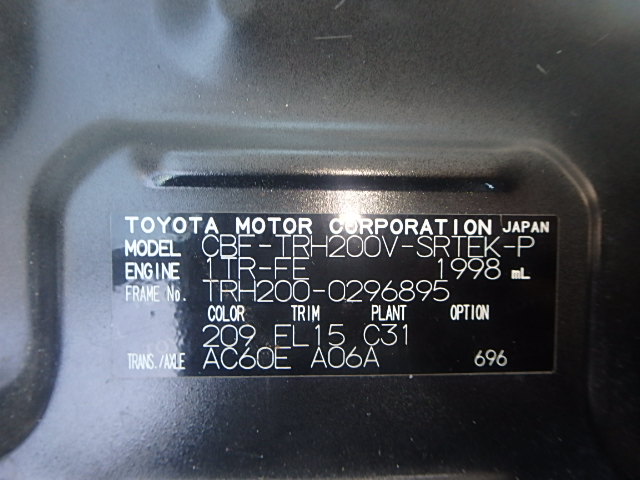 TOYOTA MOTOR CORPORATION JAPAN
MODEL CBF-TRH200V-SRTEK-P
ENGINE 1TR-FE 1998 mL
FRAME No. TRH200-0296895
COLOR TRIM PLANT OPTION
209 FL15 C31
TRANS./AXLE AC60E A06A 696